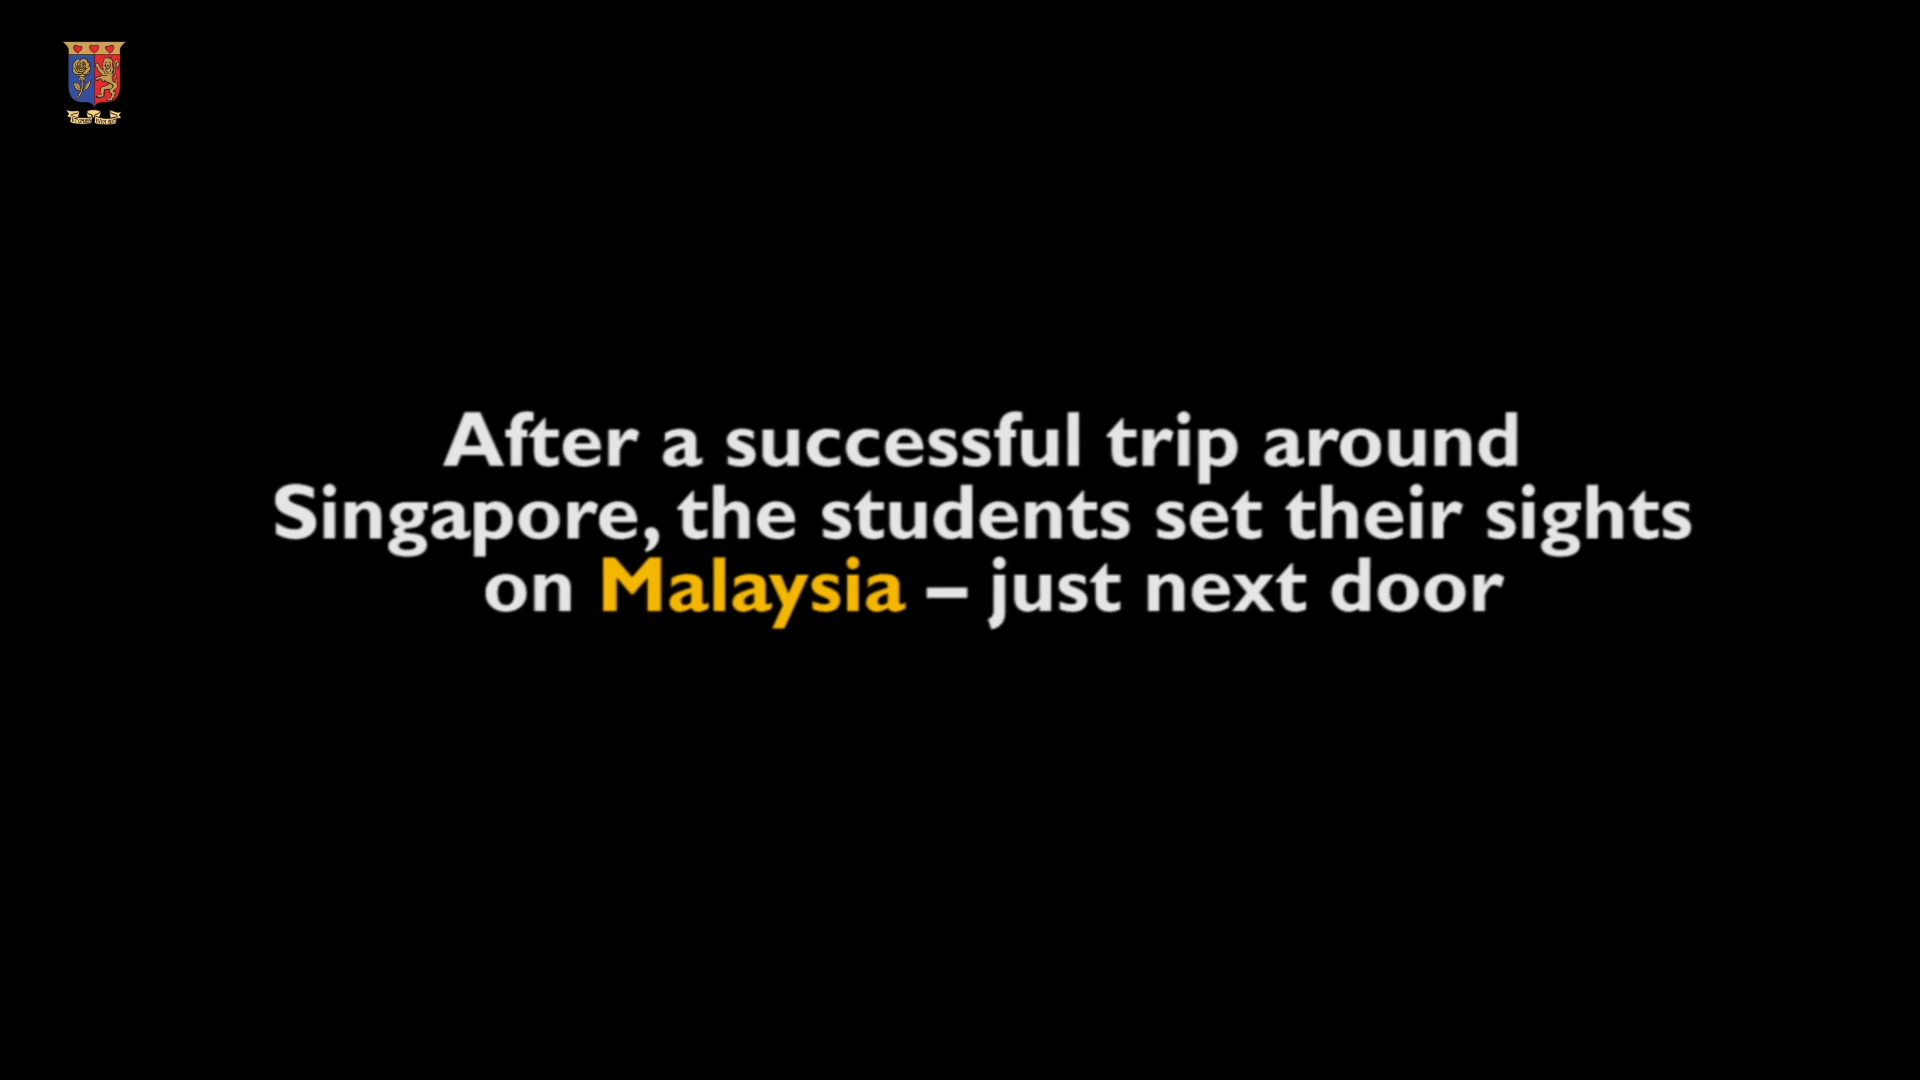 After a successful trip around
Singapore, the students set their sights
on Malaysia – just next door